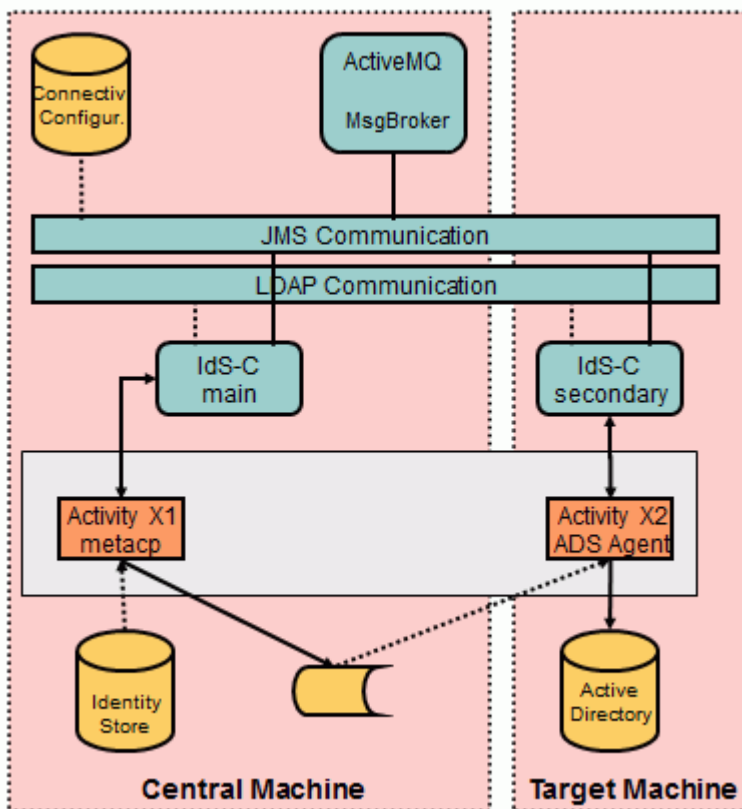 Connectiv.
Configur.
ActiveMQ
MsgBroker
JMS Communication
LDAP Communication
IdS-C
main
IdS-C
secondary
Activity X1
metacp
Activity X2
ADS Agent
Identity
Store
Active
Directory
Central Machine
Target Machine